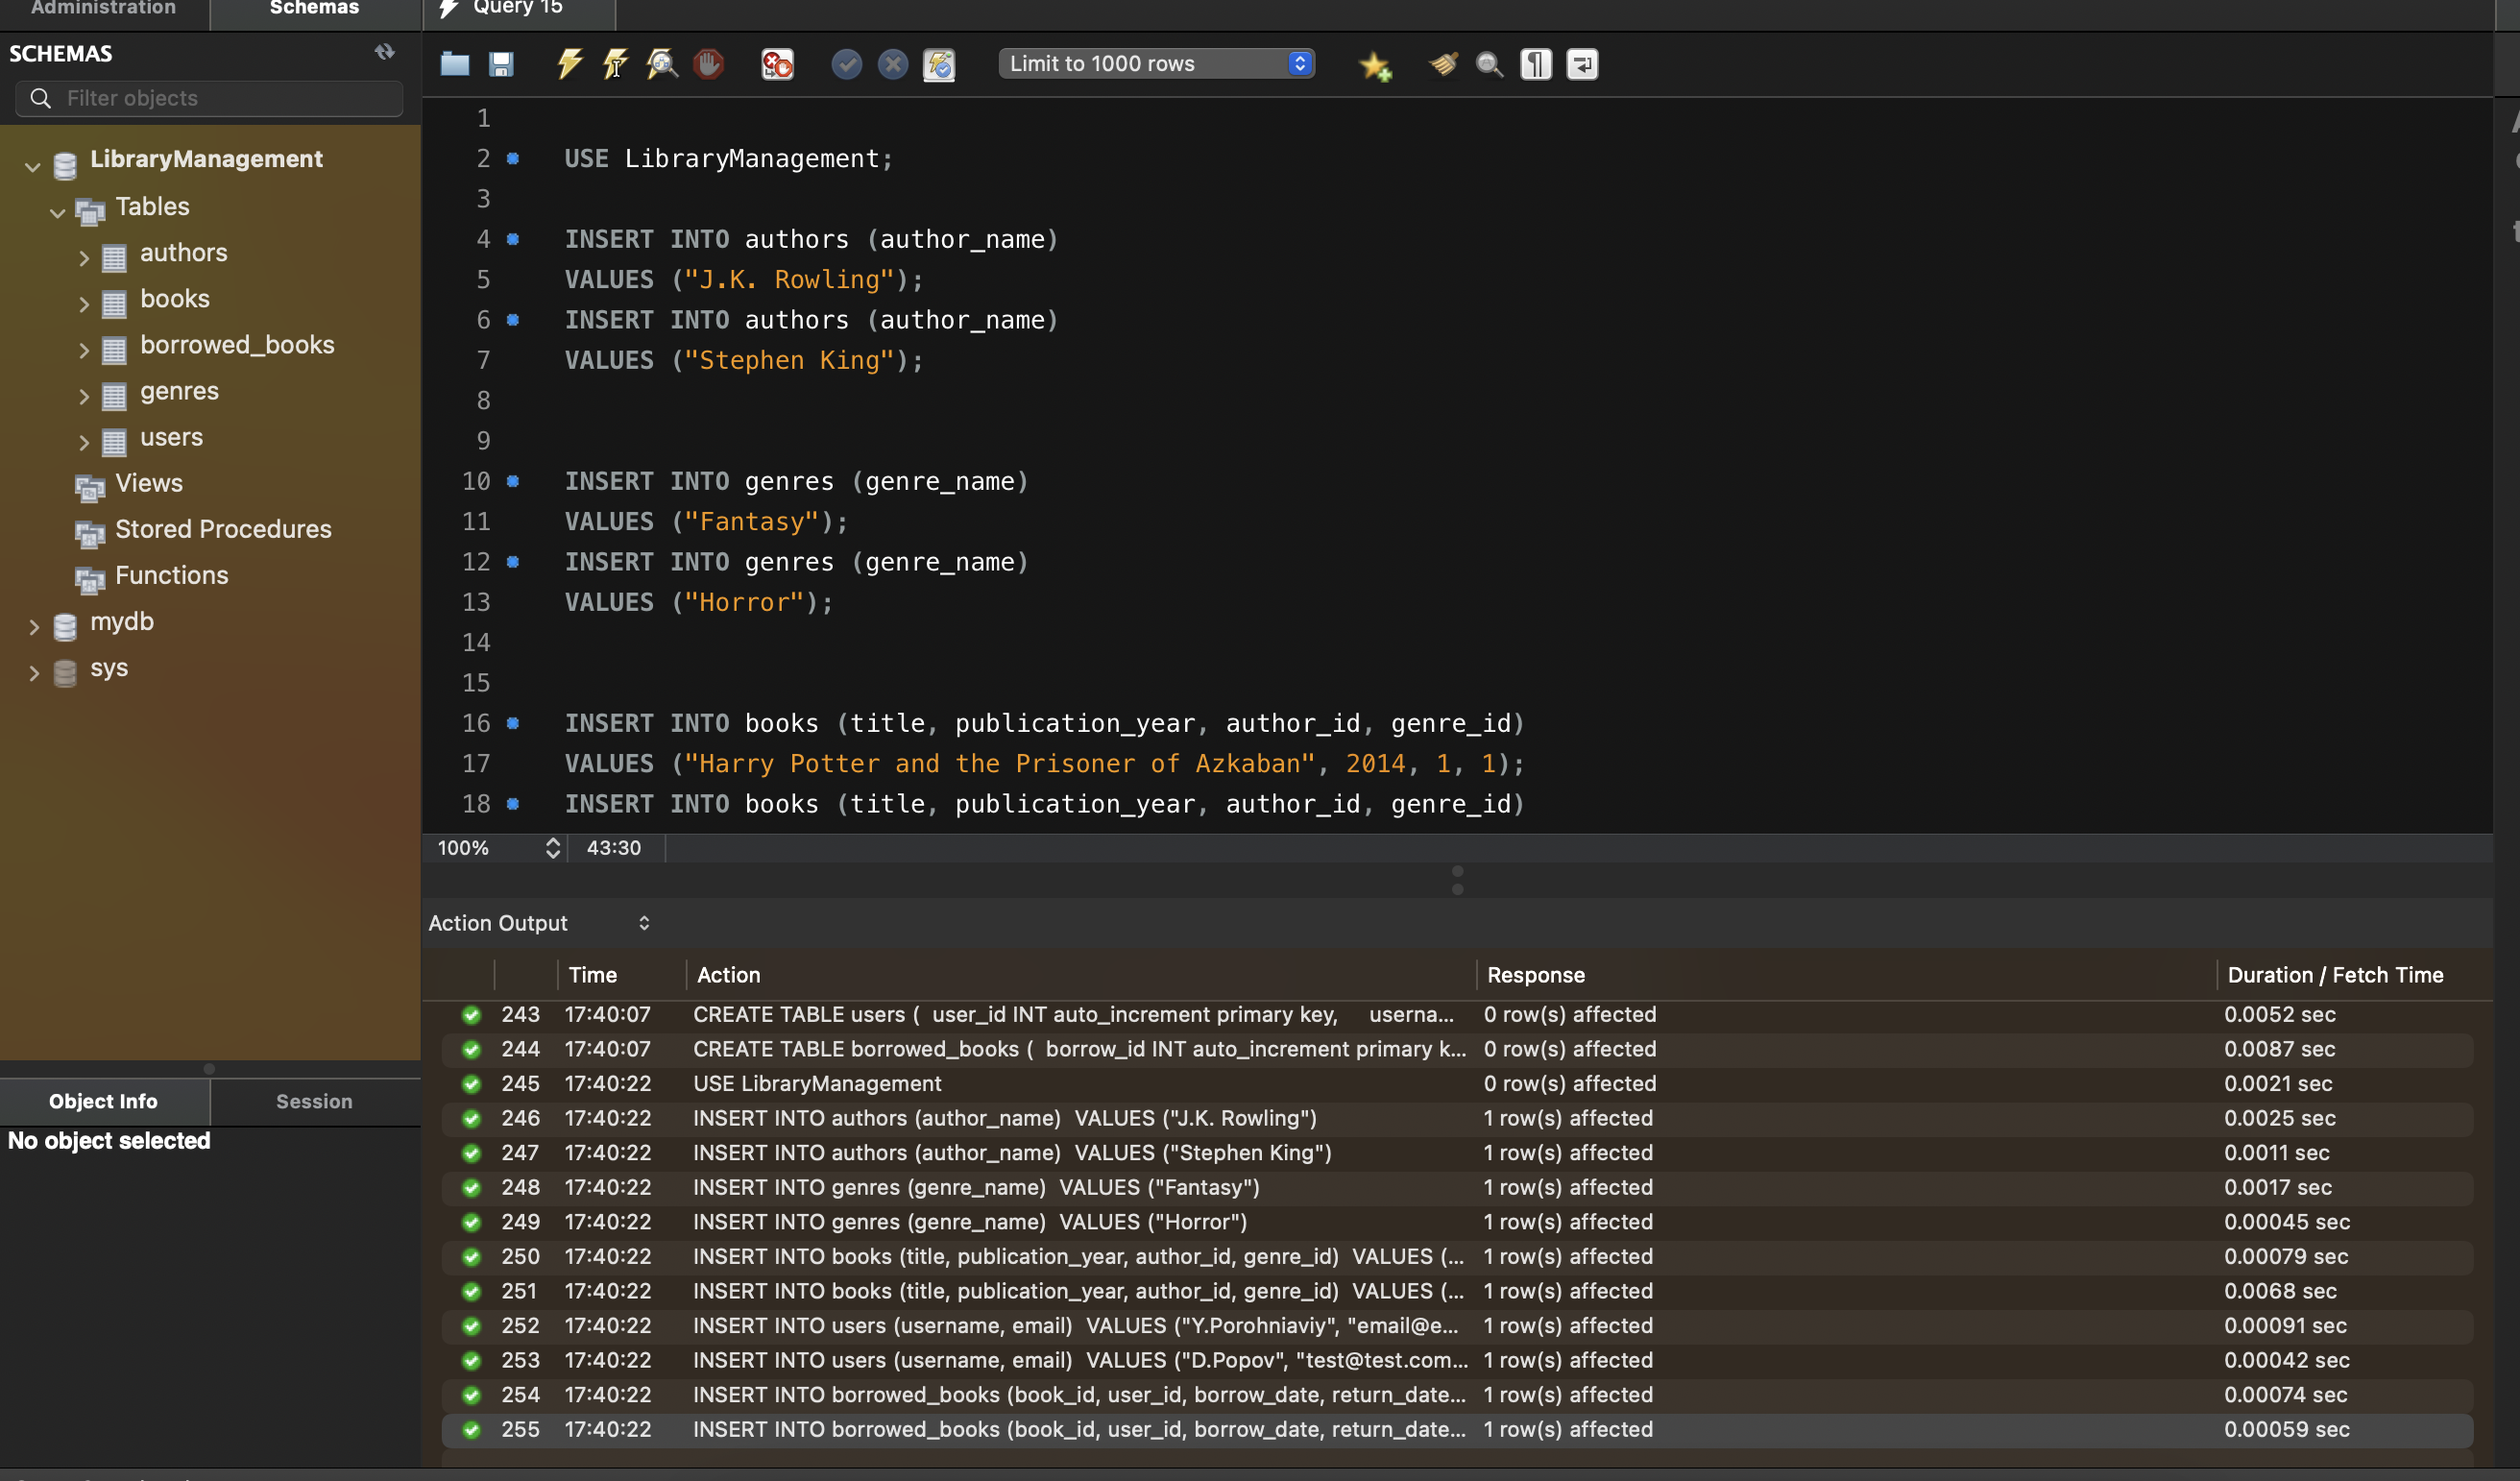 Administration
Schemas
Query 15
SCHEMAS
Filter objects
Limit to 1000 rows
LibraryManagement
Tables
authors
books
borrowed_books
genres
users
Views
Stored Procedures
Functions
mydb
sys
Object Info
Session
No object selected
1
2 USE LibraryManagement;
3
4 INSERT INTO authors (author_name)
5 VALUES ("J.K. Rowling");
6 INSERT INTO authors (author_name)
7 VALUES ("Stephen King");
8
9
10 INSERT INTO genres (genre_name)
11 VALUES ("Fantasy");
12 INSERT INTO genres (genre_name)
13 VALUES ("Horror");
14
15
16 INSERT INTO books (title, publication_year, author_id, genre_id)
17 VALUES ("Harry Potter and the Prisoner of Azkaban", 2014, 1, 1);
18 INSERT INTO books (title, publication_year, author_id, genre_id)
100% 43:30
Action Output
Time Action Response Duration / Fetch Time
243 17:40:07 CREATE TABLE users ( user_id INT auto_increment primary key, userna... 0 row(s) affected 0.0052 sec
244 17:40:07 CREATE TABLE borrowed_books ( borrow_id INT auto_increment primary k... 0 row(s) affected 0.0087 sec
245 17:40:22 USE LibraryManagement 0 row(s) affected 0.0021 sec
246 17:40:22 INSERT INTO authors (author_name) VALUES ("J.K. Rowling") 1 row(s) affected 0.0025 sec
247 17:40:22 INSERT INTO authors (author_name) VALUES ("Stephen King") 1 row(s) affected 0.0011 sec
248 17:40:22 INSERT INTO genres (genre_name) VALUES ("Fantasy") 1 row(s) affected 0.0017 sec
249 17:40:22 INSERT INTO genres (genre_name) VALUES ("Horror") 1 row(s) affected 0.00045 sec
250 17:40:22 INSERT INTO books (title, publication_year, author_id, genre_id) VALUES (... 1 row(s) affected 0.00079 sec
251 17:40:22 INSERT INTO books (title, publication_year, author_id, genre_id) VALUES (... 1 row(s) affected 0.0068 sec
252 17:40:22 INSERT INTO users (username, email) VALUES ("Y.Porohniaviy", "email@e... 1 row(s) affected 0.00091 sec
253 17:40:22 INSERT INTO users (username, email) VALUES ("D.Popov", "test@test.com... 1 row(s) affected 0.00042 sec
254 17:40:22 INSERT INTO borrowed_books (book_id, user_id, borrow_date, return_date... 1 row(s) affected 0.00074 sec
255 17:40:22 INSERT INTO borrowed_books (book_id, user_id, borrow_date, return_date... 1 row(s) affected 0.00059 sec